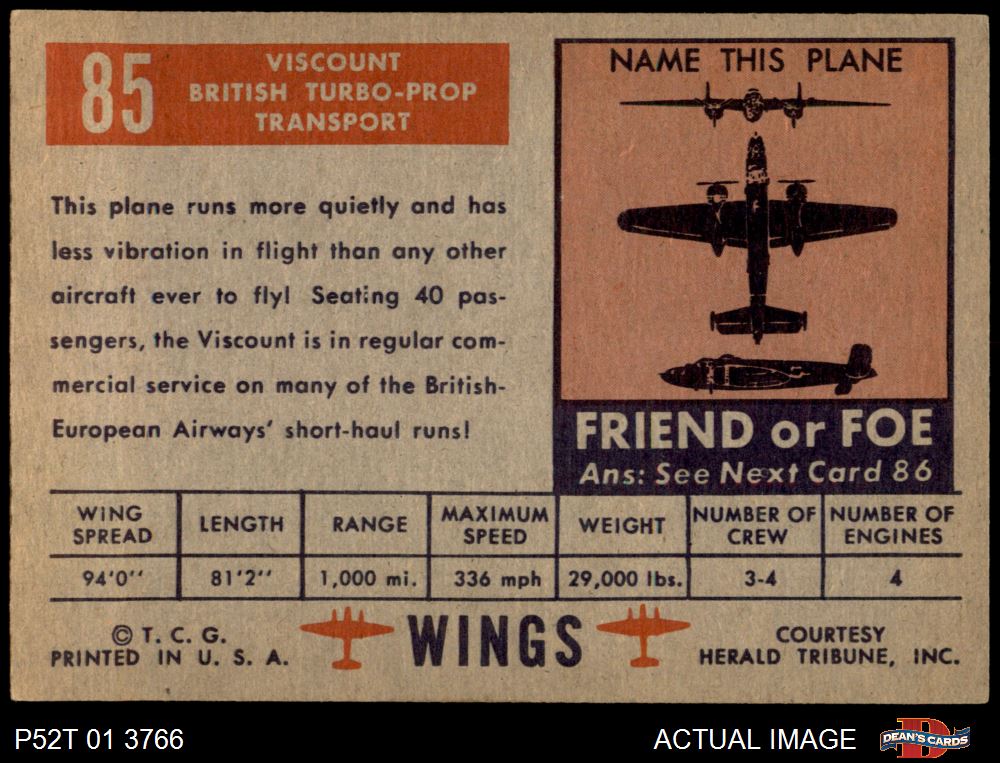 85
VISCOUNT
BRITISH TURBO-PROP
TRANSPORT
This plane runs more quietly and has
less vibration in flight than any other
aircraft ever to fly! Seating 40 pas-
sengers, the Viscount is in regular com-
mercial service on many of the British-
European Airways' short-haul runs!
NAME THIS PLANE
FRIEND or FOE
Ans: See Next Card 86
WING SPREAD
LENGTH
RANGE
MAXIMUM SPEED
WEIGHT
NUMBER OF CREW
NUMBER OF ENGINES
94'0''
81'2''
1,000 mi.
336 mph
29,000 lbs.
3-4
4
© T. C. G.
PRINTED IN U. S. A.
WINGS
COURTESY
HERALD TRIBUNE, INC.
P52T 01 3766
ACTUAL IMAGE
D
DEAN'S CARDS